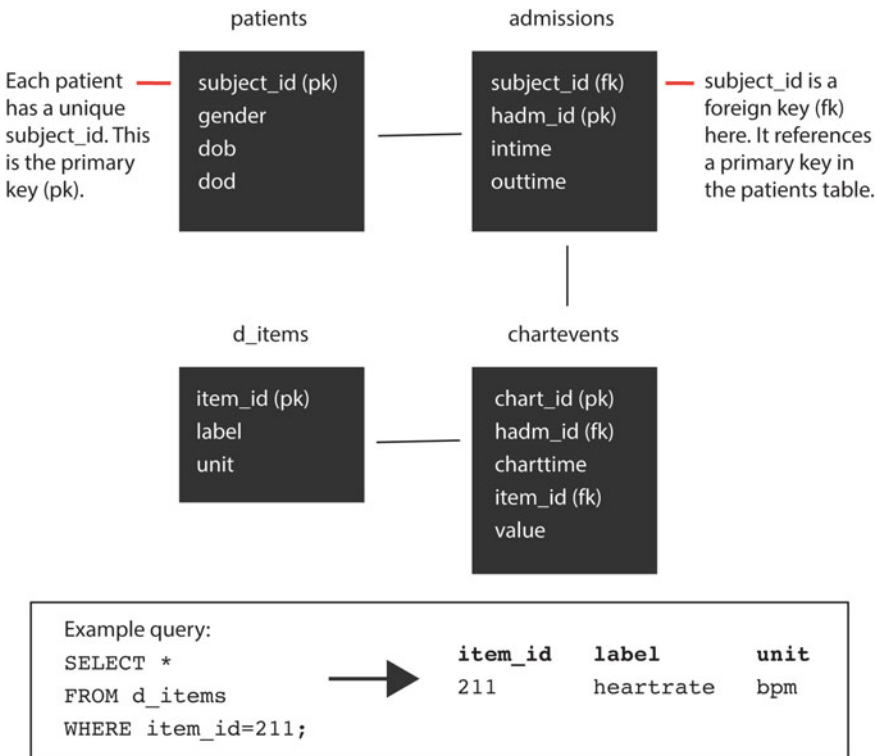 patients
admissions
Each patient
has a unique
subject_id. This
is the primary
key (pk).
subject_id (pk)
gender
dob
dod
subject_id (fk)
hadm_id (pk)
intime
outtime
subject_id is a
foreign key (fk)
here. It references
a primary key in
the patients table.
d_items
chartevents
item_id (pk)
label
unit
chart_id (pk)
hadm_id (fk)
charttime
item_id (fk)
value
Example query:
SELECT *
FROM d_items
WHERE item_id=211;
item_id label unit
211 heartrate bpm